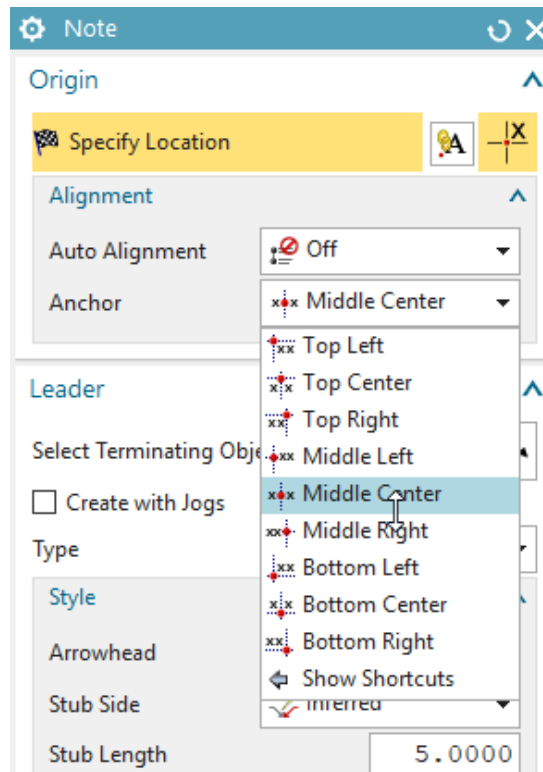 Note
Origin
Specify Location
Alignment
Auto Alignment Off
Anchor Middle Center
Top Left
Top Center
Top Right
Middle Left
Middle Center
Middle Right
Bottom Left
Bottom Center
Bottom Right
Show Shortcuts
Leader
Select Terminating Obje
Create with Jogs
Type
Style
Arrowhead
Stub Side Inferred
Stub Length 5.0000